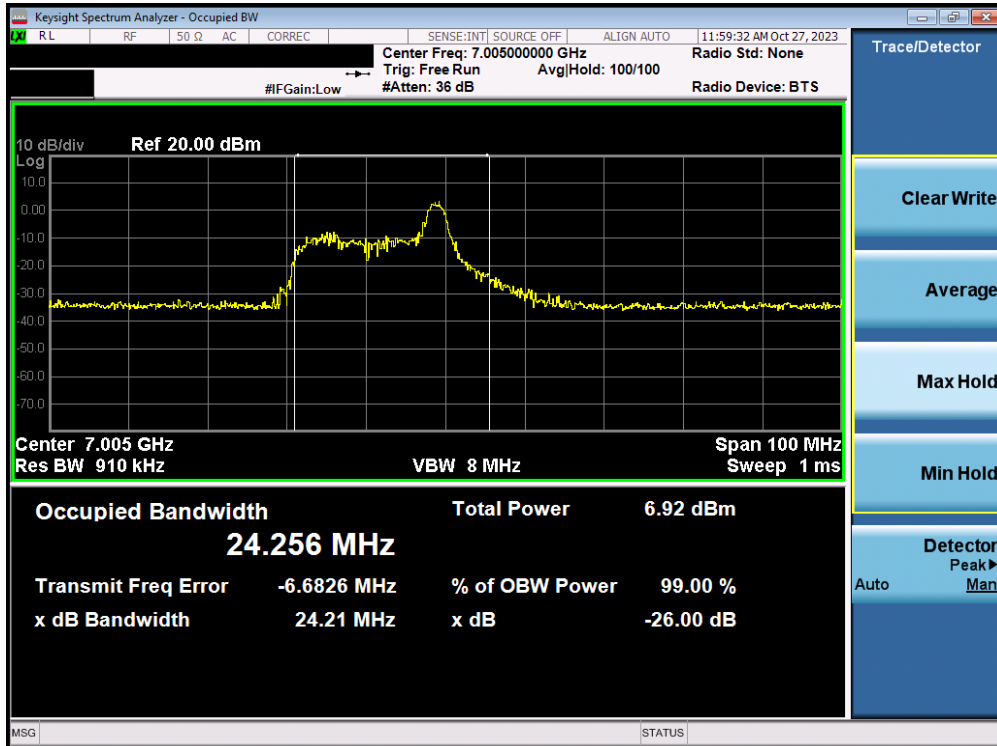 Keysight Spectrum Analyzer - Occupied BW
LXI RL RF 50 Ω AC CORREC SENSE:INT SOURCE OFF ALIGN AUTO 11:59:32 AM Oct 27, 2023
Center Freq: 7.005000000 GHz Radio Std: None
Trig: Free Run Avg|Hold: 100/100
#IFGain:Low #Atten: 36 dB Radio Device: BTS
Trace/Detector
10 dB/div Ref 20.00 dBm
Log
10.0
0.00
-10.0
-20.0
-30.0
-40.0
-50.0
-60.0
-70.0
Center 7.005 GHz Span 100 MHz
Res BW 910 kHz VBW 8 MHz Sweep 1 ms
Occupied Bandwidth Total Power 6.92 dBm
24.256 MHz
Transmit Freq Error -6.6826 MHz % of OBW Power 99.00 %
x dB Bandwidth 24.21 MHz x dB -26.00 dB
Clear Write
Average
Max Hold
Min Hold
Detector
Peak▶
Auto Man
MSG STATUS